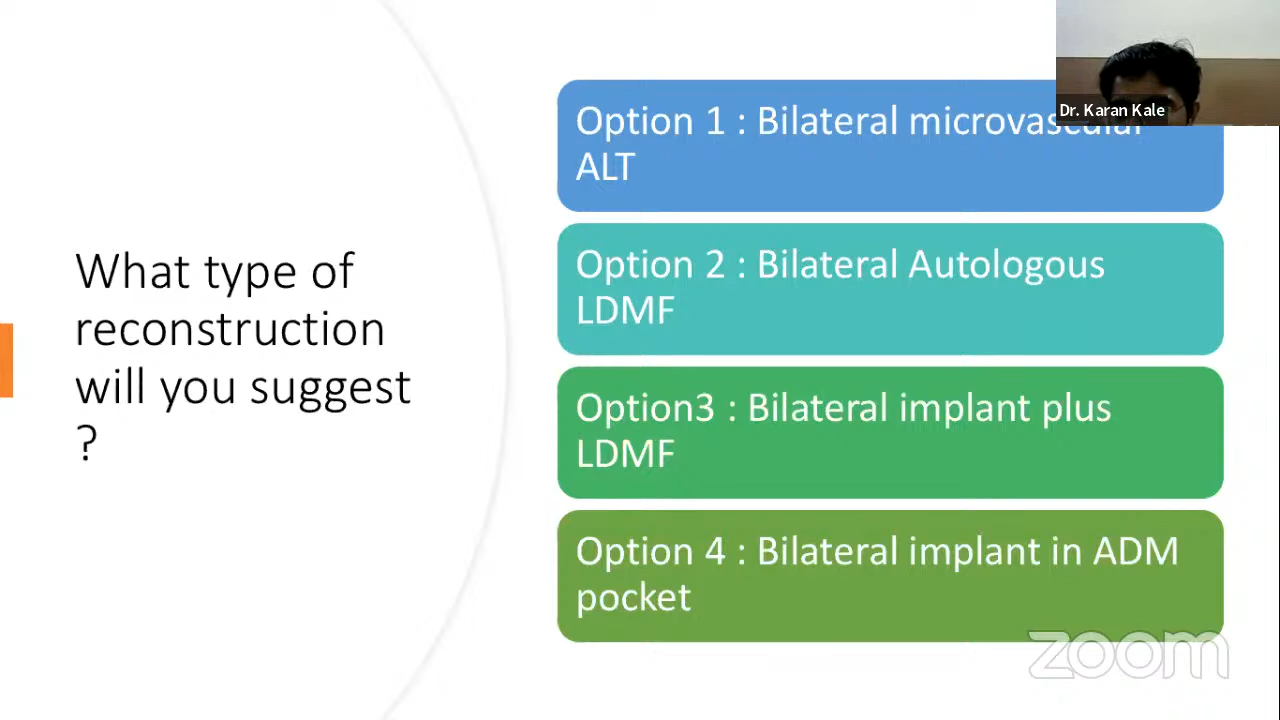 What type of
reconstruction
will you suggest
?
Option 1 : Bilateral microvascular
ALT
Option 2 : Bilateral Autologous
LDMF
Option3 : Bilateral implant plus
LDMF
Option 4 : Bilateral implant in ADM
pocket
Dr. Karan Kale
zoom